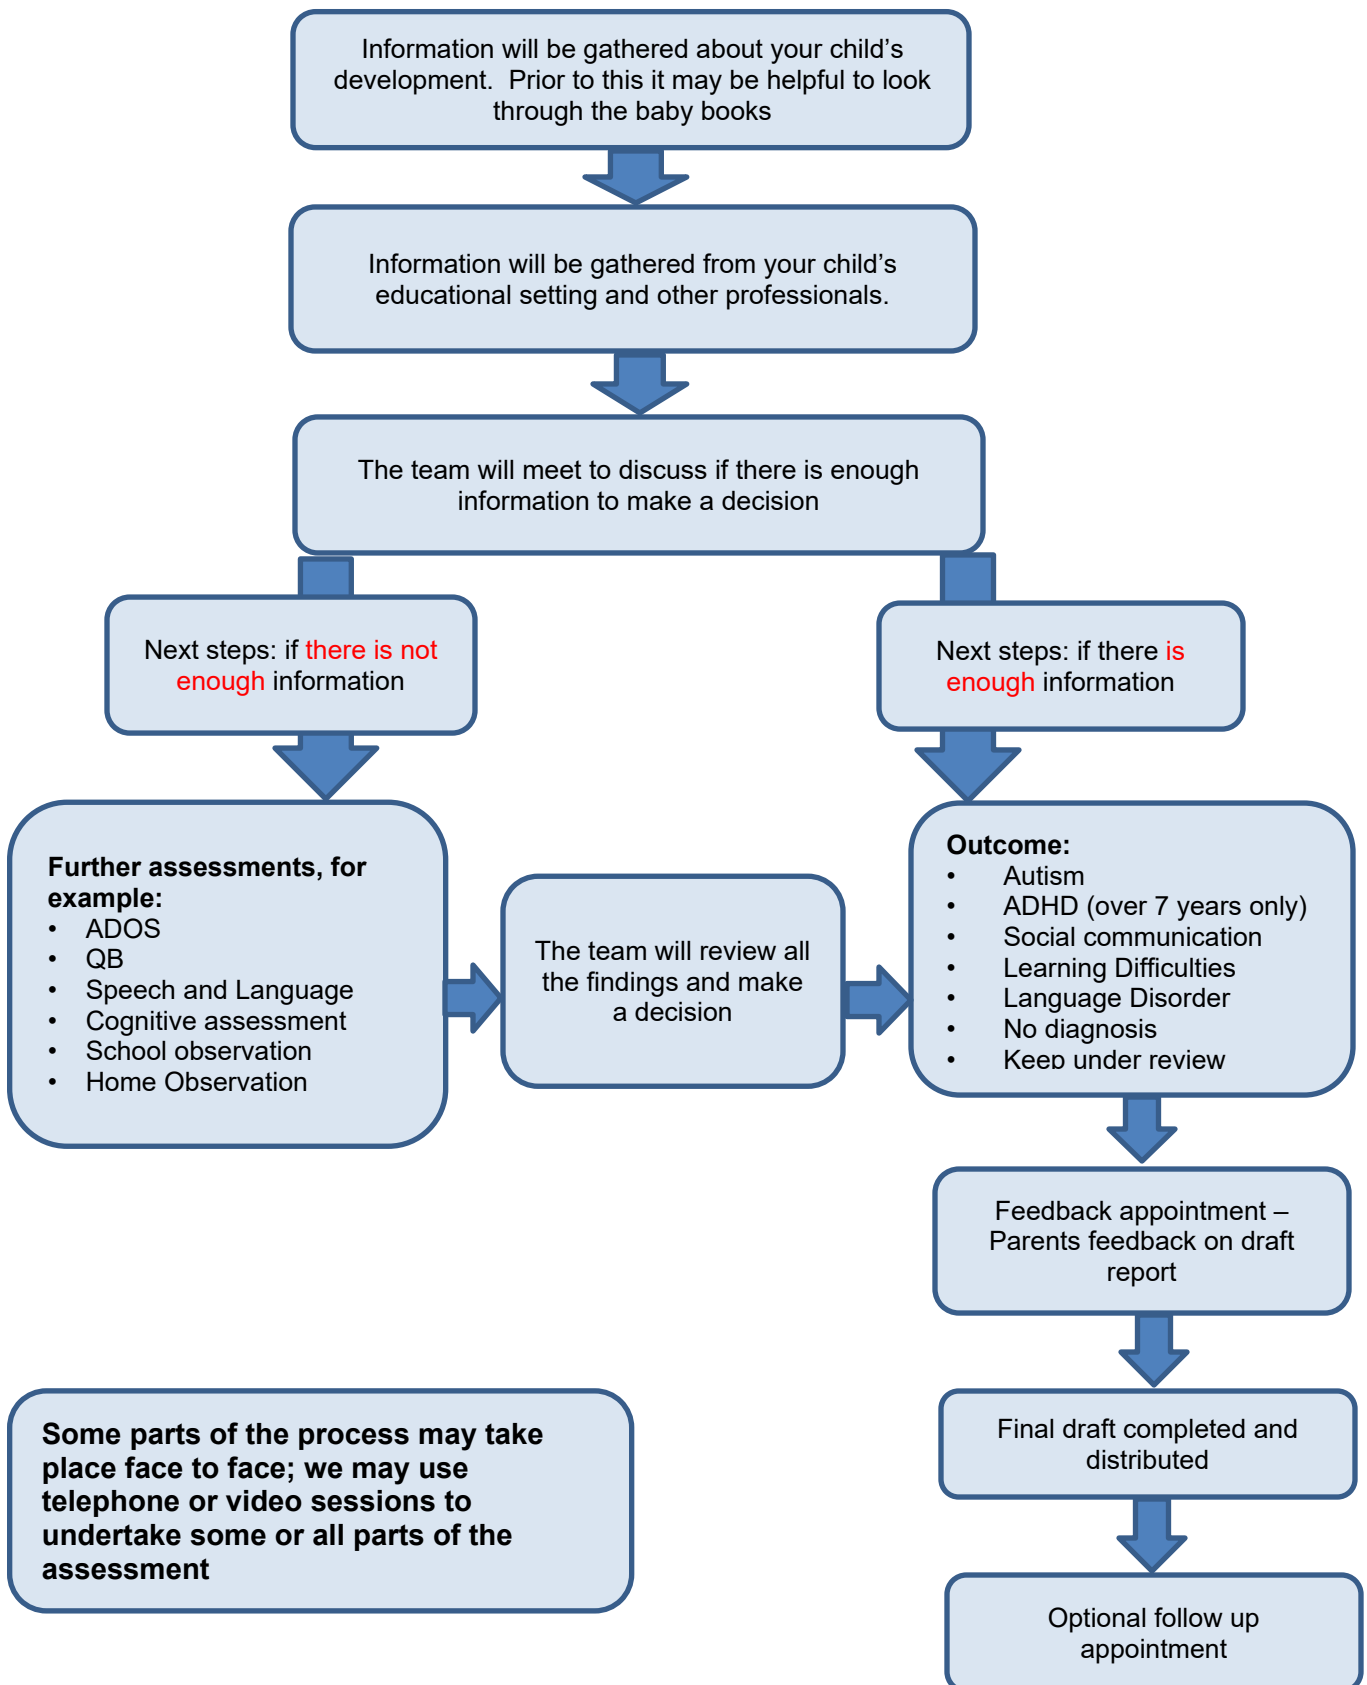 Information will be gathered about your child's
development.  Prior to this it may be helpful to look
through the baby books
Information will be gathered from your child's
educational setting and other professionals.
The team will meet to discuss if there is enough
information to make a decision
Next steps: if there is not
enough information
Next steps: if there is
enough information
Further assessments, for
example:
• ADOS
• QB
• Speech and Language
• Cognitive assessment
• School observation
• Home Observation
The team will review all
the findings and make
a decision
Outcome:
• Autism
• ADHD (over 7 years only)
• Social communication
• Learning Difficulties
• Language Disorder
• No diagnosis
• Keep under review
Feedback appointment –
Parents feedback on draft
report
Final draft completed and
distributed
Optional follow up
appointment
Some parts of the process may take
place face to face; we may use
telephone or video sessions to
undertake some or all parts of the
assessment